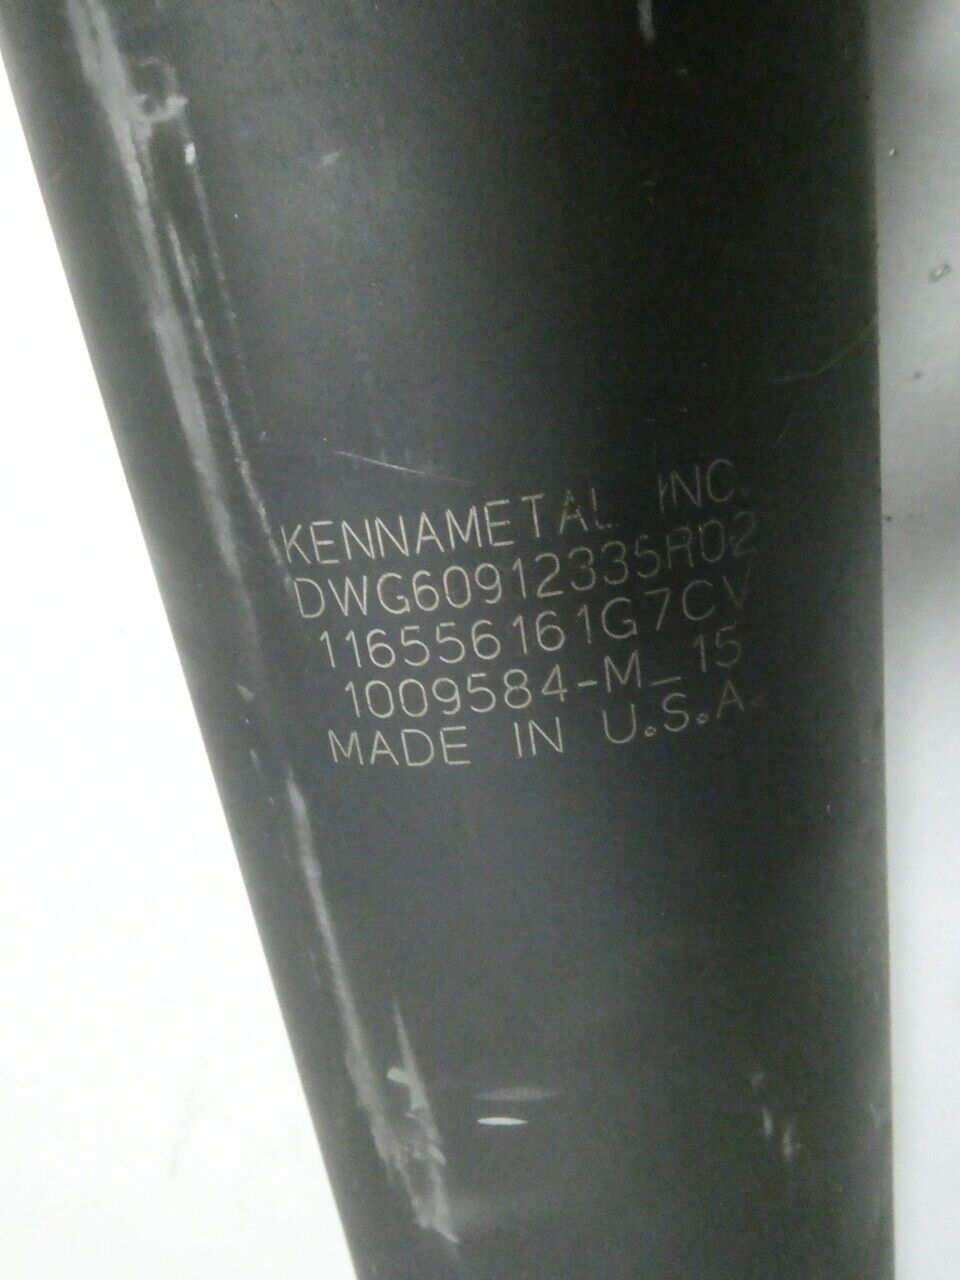 KENNAMETAL INC.
DWG60912335R02
116556161G7CV
1009584-M_15
MADE IN U.S.A.